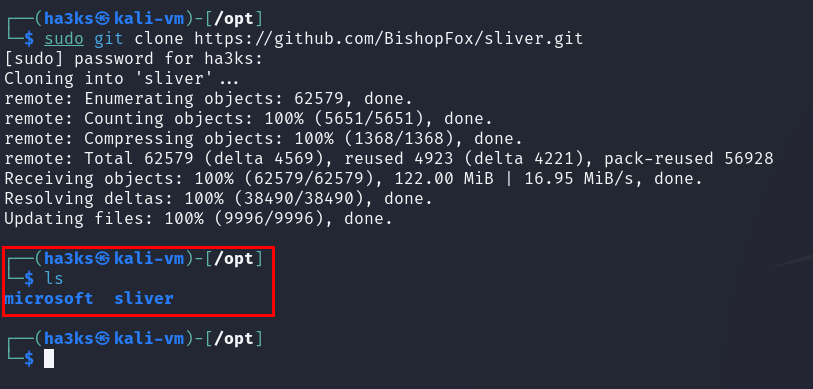 ┌──(ha3ks㉿kali-vm)-[/opt]
└─$ sudo git clone https://github.com/BishopFox/sliver.git
[sudo] password for ha3ks:
Cloning into 'sliver'...
remote: Enumerating objects: 62579, done.
remote: Counting objects: 100% (5651/5651), done.
remote: Compressing objects: 100% (1368/1368), done.
remote: Total 62579 (delta 4569), reused 4923 (delta 4221), pack-reused 56928
Receiving objects: 100% (62579/62579), 122.00 MiB | 16.95 MiB/s, done.
Resolving deltas: 100% (38490/38490), done.
Updating files: 100% (9996/9996), done.
┌──(ha3ks㉿kali-vm)-[/opt]
└─$ ls
microsoft  sliver
┌──(ha3ks㉿kali-vm)-[/opt]
└─$